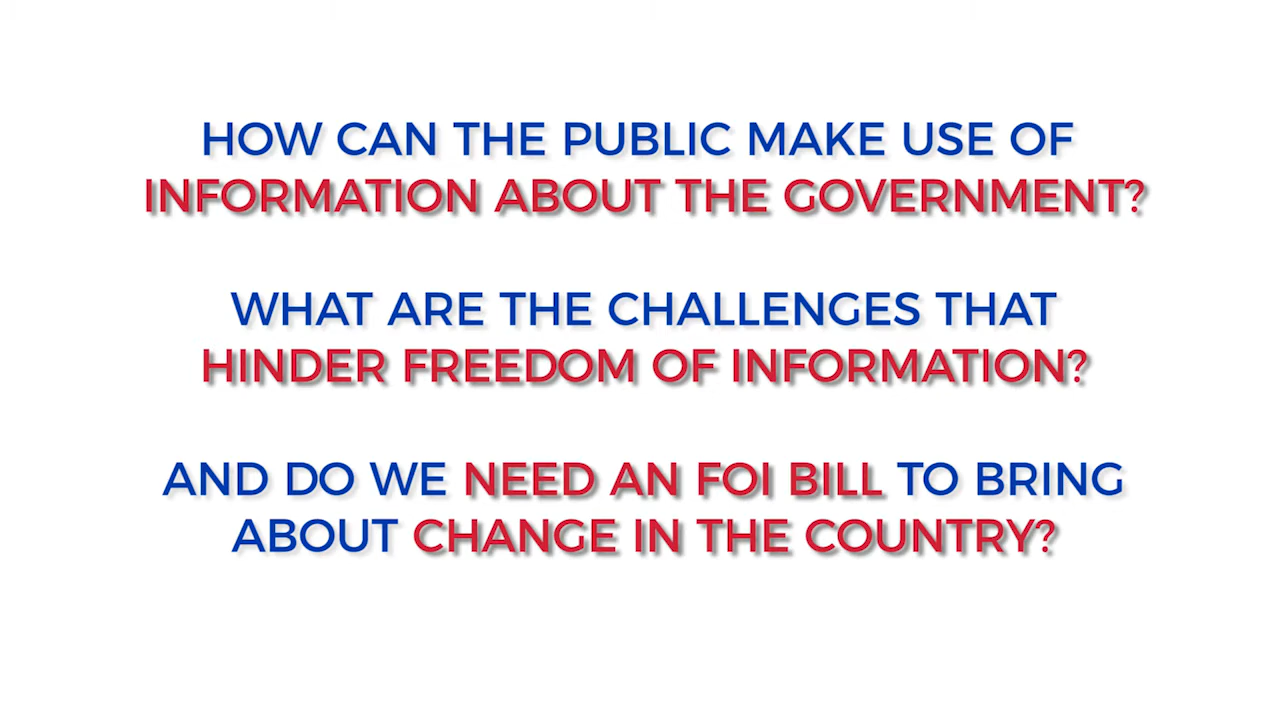 HOW CAN THE PUBLIC MAKE USE OF
INFORMATION ABOUT THE GOVERNMENT?
WHAT ARE THE CHALLENGES THAT
HINDER FREEDOM OF INFORMATION?
AND DO WE NEED AN FOI BILL TO BRING
ABOUT CHANGE IN THE COUNTRY?